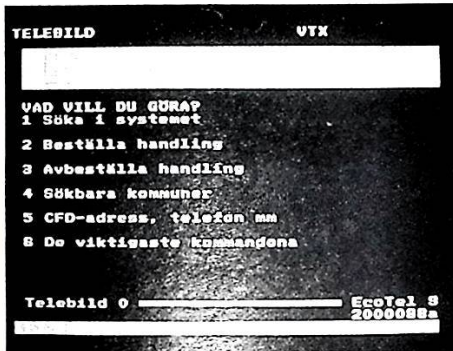 TELEBILD VTX
VAD VILL DU GÖRA?
1 Söka i systemet
2 Beställa handling
3 Avbeställa handling
4 Sökbara kommuner
5 CFD-adress, telefon mm
8 De viktigaste kommandona
Telebild 0 EcoTel S
2000088a